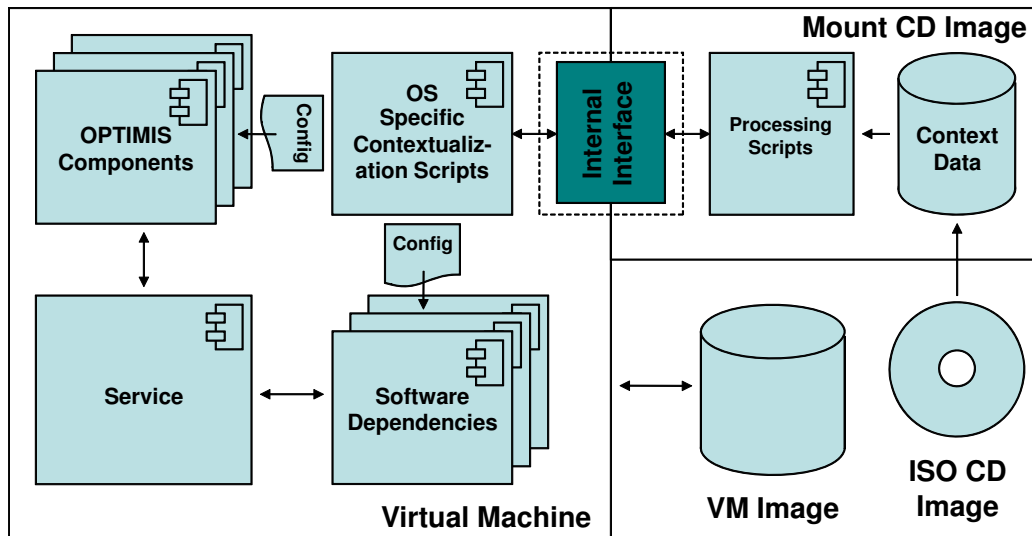 Mount CD Image
OPTIMIS
Components
Config
OS
Specific
Contextualiz-
ation Scripts
Internal
Interface
Processing
Scripts
Context
Data
Config
Service
Software
Dependencies
Virtual Machine
VM Image
ISO CD
Image